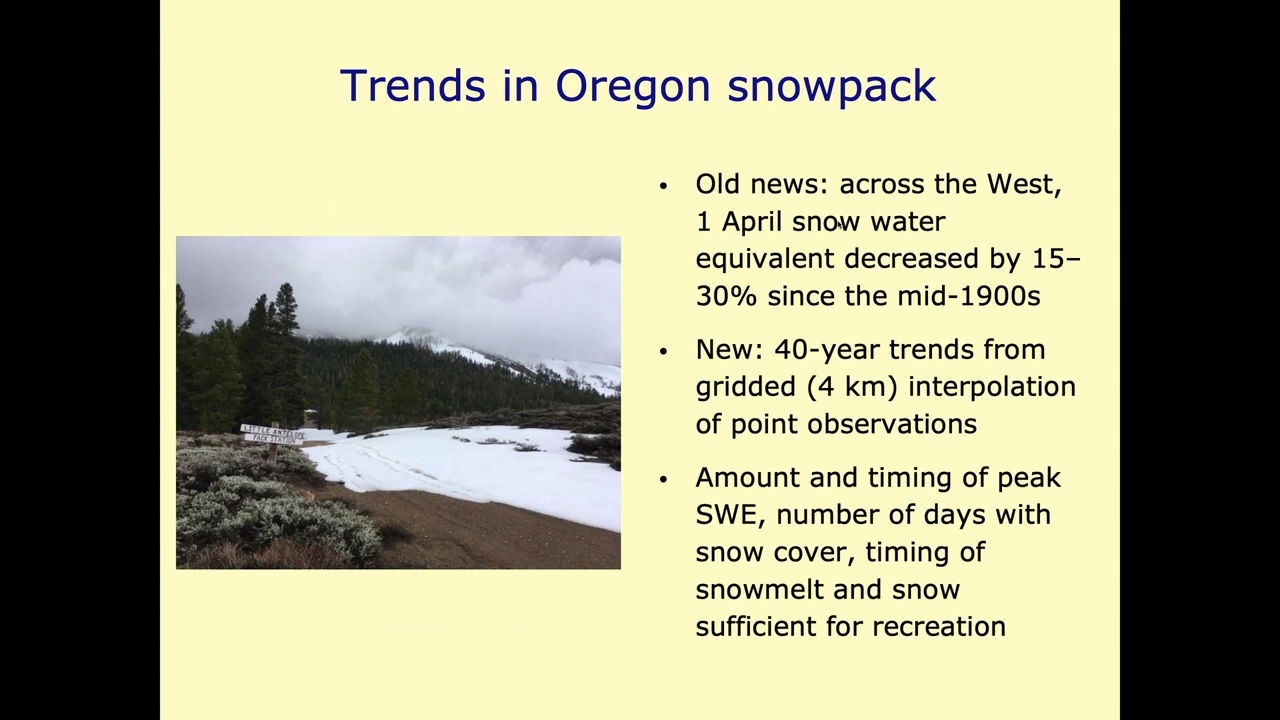 Trends in Oregon snowpack
LITTLE ANTELOPE
PACK STATION
• Old news: across the West,
1 April snow water
equivalent decreased by 15–
30% since the mid-1900s
• New: 40-year trends from
gridded (4 km) interpolation
of point observations
• Amount and timing of peak
SWE, number of days with
snow cover, timing of
snowmelt and snow
sufficient for recreation